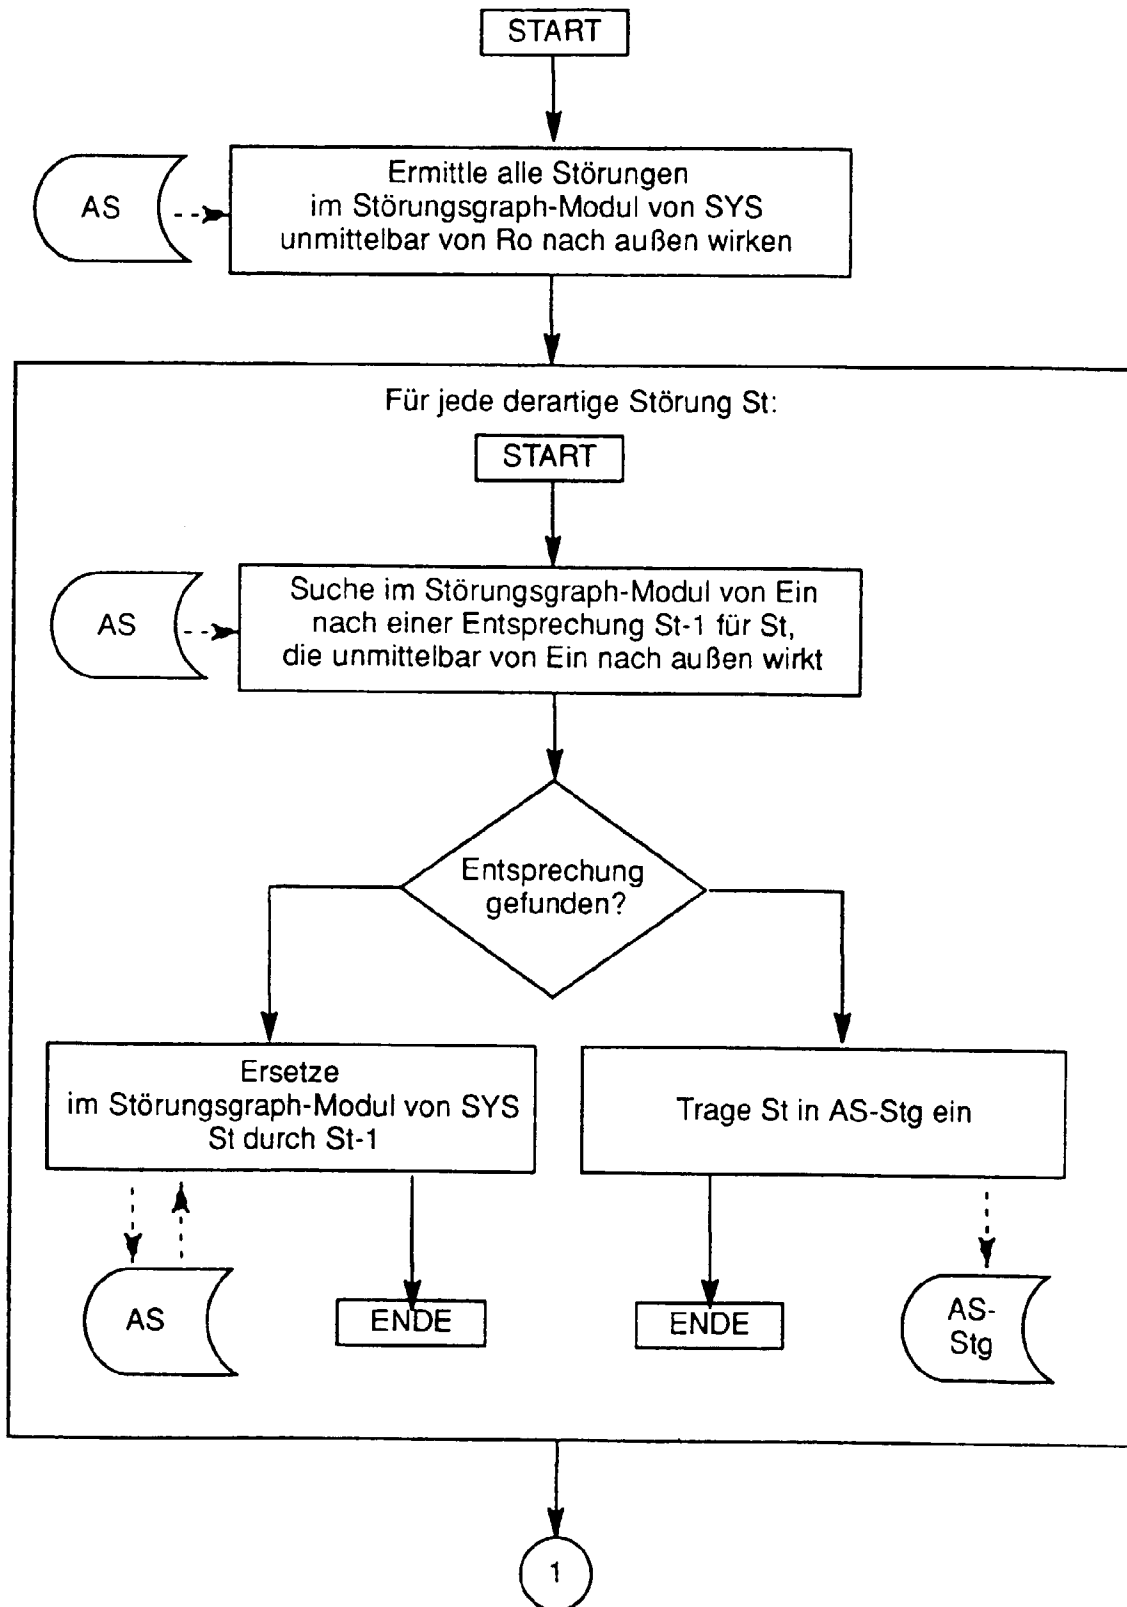 START
AS
Ermittle alle Störungen
im Störungsgraph-Modul von SYS
unmittelbar von Ro nach außen wirken
Für jede derartige Störung St:
START
AS
Suche im Störungsgraph-Modul von Ein
nach einer Entsprechung St-1 für St,
die unmittelbar von Ein nach außen wirkt
Entsprechung
gefunden?
Ersetze
im Störungsgraph-Modul von SYS
St durch St-1
Trage St in AS-Stg ein
AS
ENDE
ENDE
AS-
Stg
1